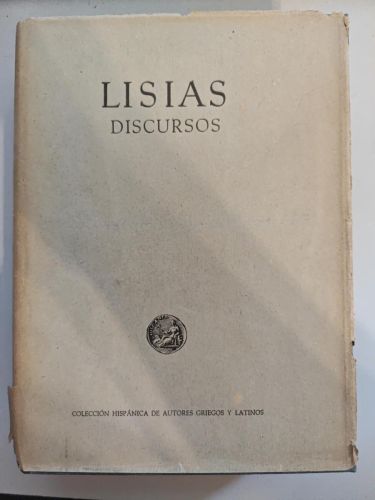 LISIAS
DISCURSOS
COLECCIÓN HISPÁNICA DE AUTORES GRIEGOS Y LATINOS